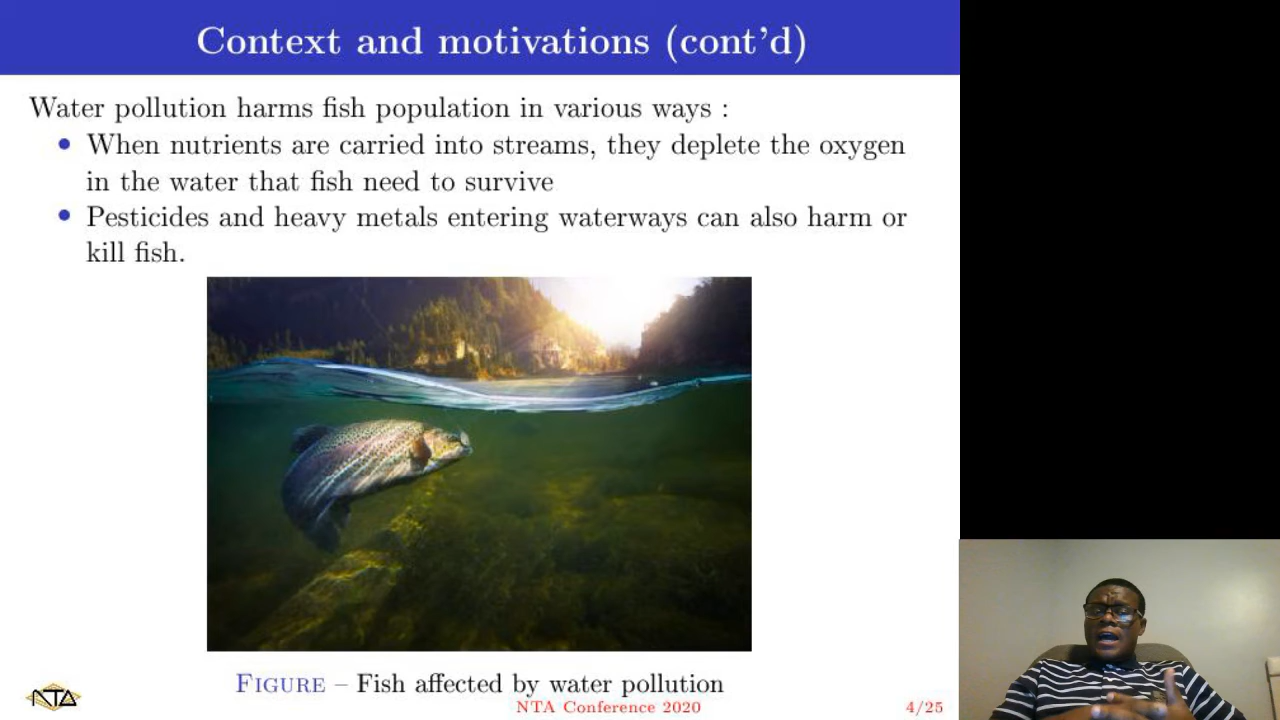 Context and motivations (cont'd)
Water pollution harms fish population in various ways :
• When nutrients are carried into streams, they deplete the oxygen
in the water that fish need to survive
• Pesticides and heavy metals entering waterways can also harm or
kill fish.
FIGURE – Fish affected by water pollution
NTA
NTA Conference 2020
4/25